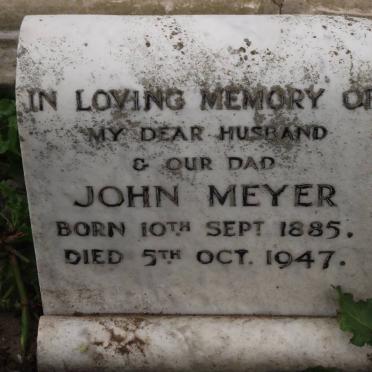 IN LOVING MEMORY OF
MY DEAR HUSBAND
& OUR DAD
JOHN MEYER
BORN 10TH SEPT 1885.
DIED 5TH OCT. 1947.